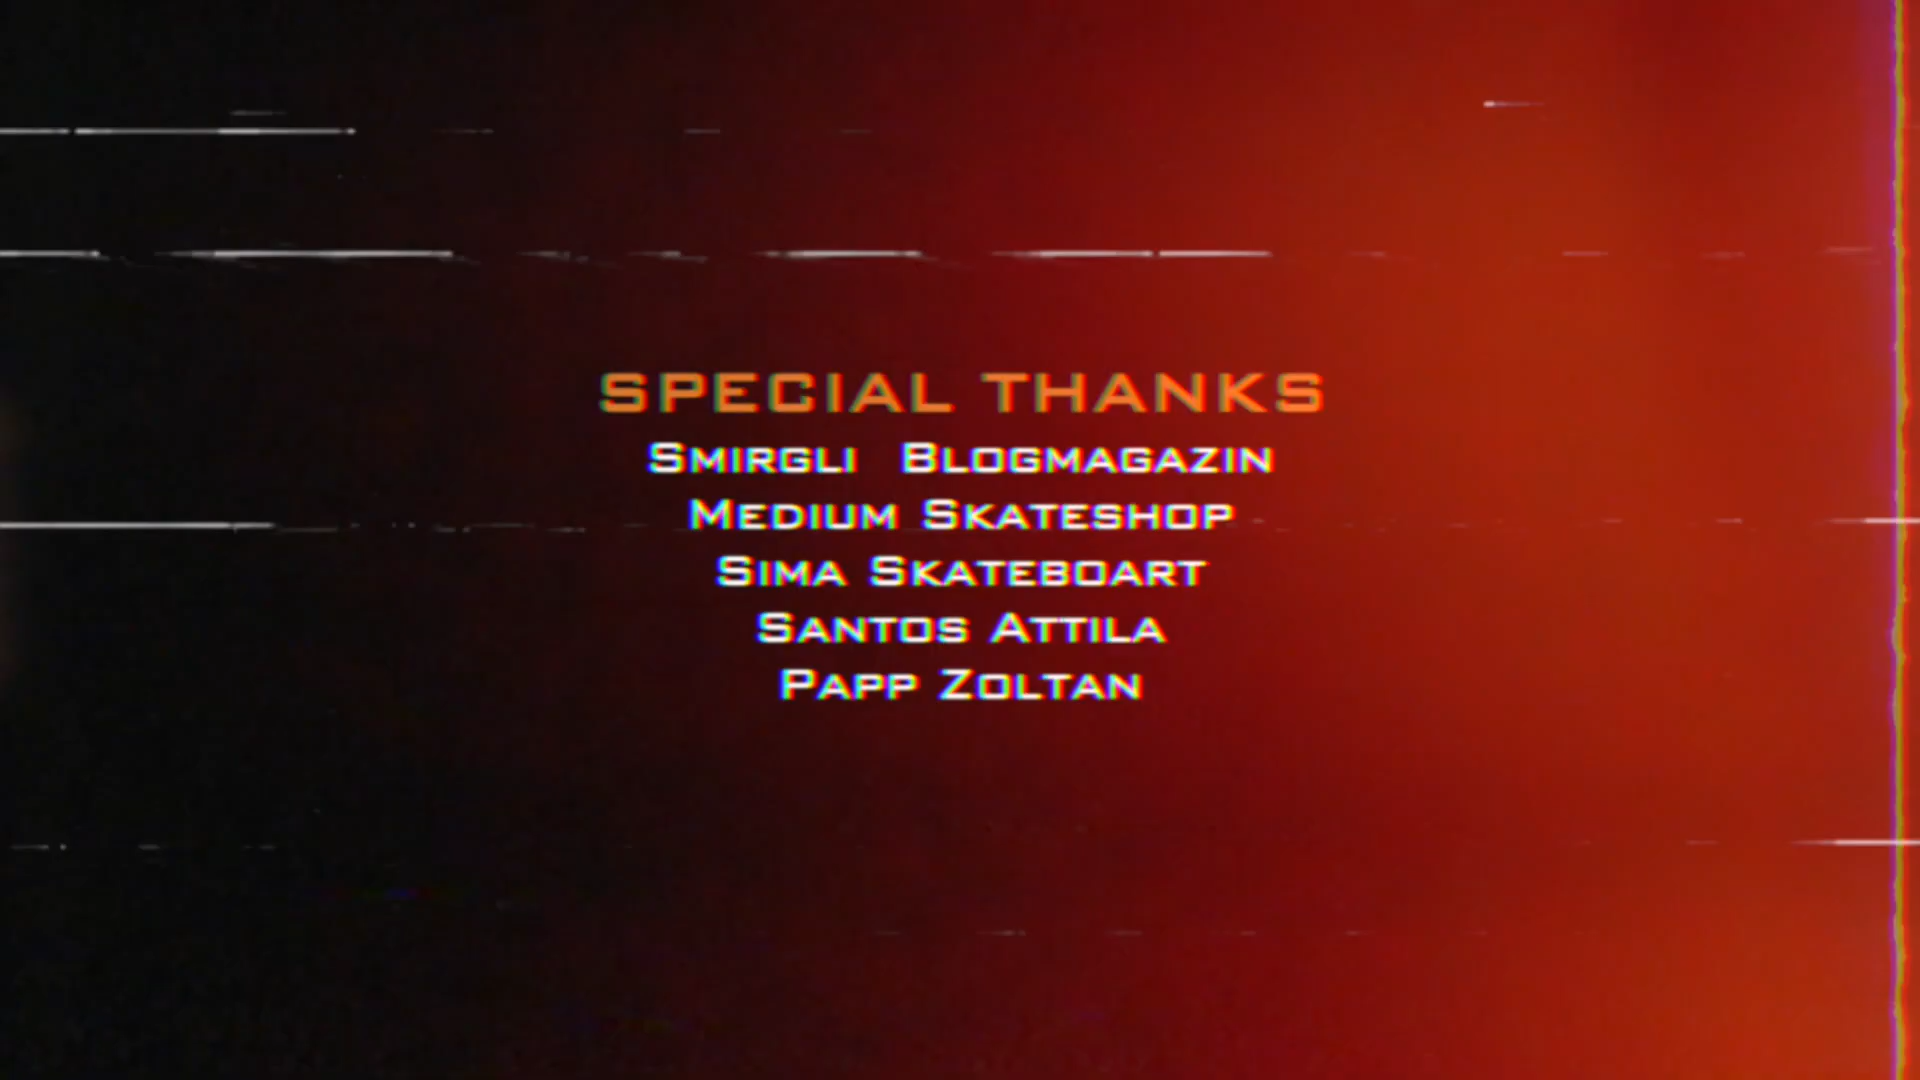 SPECIAL THANKS
Smirgli Blogmagazin
Medium Skateshop
Sima Skateboart
Santos Attila
Papp Zoltan